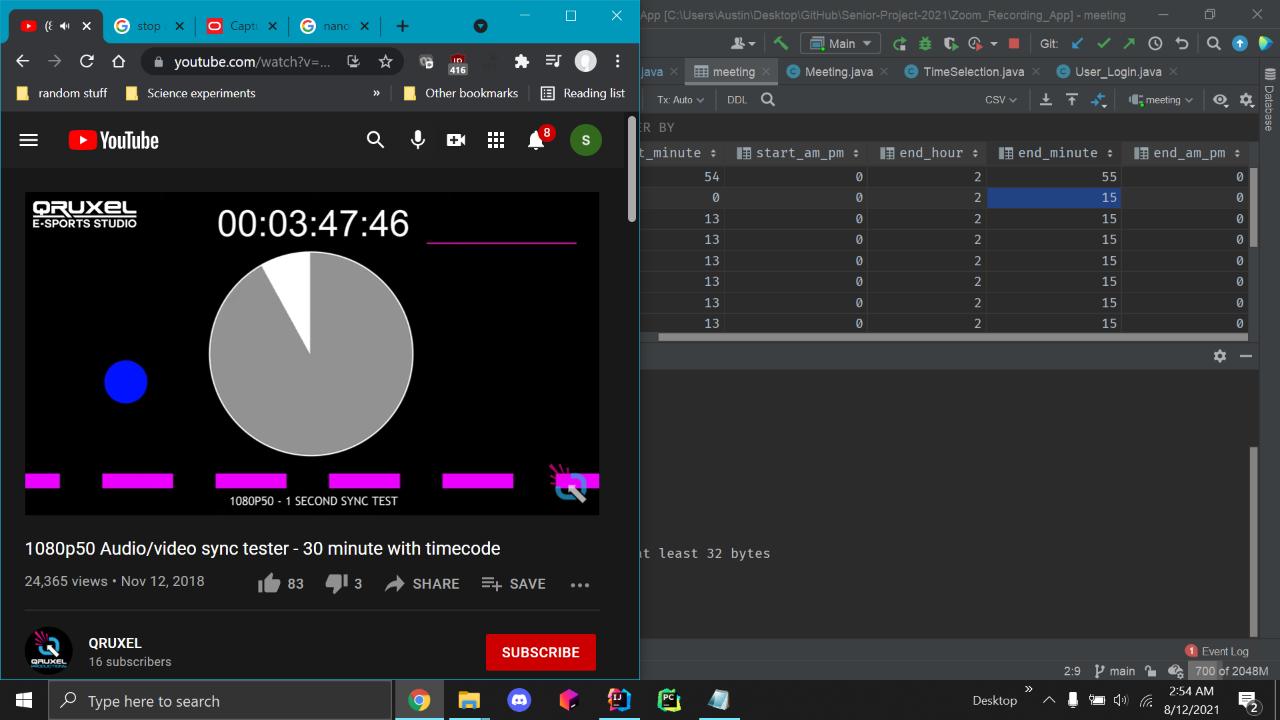 stop
Capt
nano
youtube.com/watch?v=...
416
random stuff
Science experiments
»
Other bookmarks
Reading list
YouTube
8
S
QRUXEL
E-SPORTS STUDIO
00:03:47:46
1080P50 - 1 SECOND SYNC TEST
1080p50 Audio/video sync tester - 30 minute with timecode
24,365 views • Nov 12, 2018
83
3
SHARE
SAVE
QRUXEL
16 subscribers
SUBSCRIBE
App [C:\Users\Austin\Desktop\GitHub\Senior-Project-2021\Zoom_Recording_App] - meeting
Main
Git:
java
meeting
Meeting.java
TimeSelection.java
User_Login.java
Database
Tx: Auto
DDL
CSV
meeting
ER BY
t_minute start_am_pm end_hour end_minute end_am_pm
54 0 2 55 0
0 0 2 15 0
13 0 2 15 0
13 0 2 15 0
13 0 2 15 0
13 0 2 15 0
13 0 2 15 0
13 0 2 15 0
at least 32 bytes
1 Event Log
2:9
main
700 of 2048M
Type here to search
Desktop
»
2:54 AM
8/12/2021
2